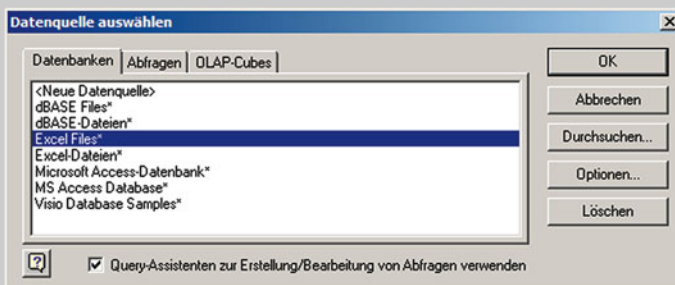 Datenquelle auswählen
Datenbanken Abfragen OLAP-Cubes
<Neue Datenquelle>
dBASE Files*
dBASE-Dateien*
Excel Files*
Excel-Dateien*
Microsoft Access-Datenbank*
MS Access Database*
Visio Database Samples*
OK
Abbrechen
Durchsuchen...
Optionen...
Löschen
Query-Assistenten zur Erstellung/Bearbeitung von Abfragen verwenden